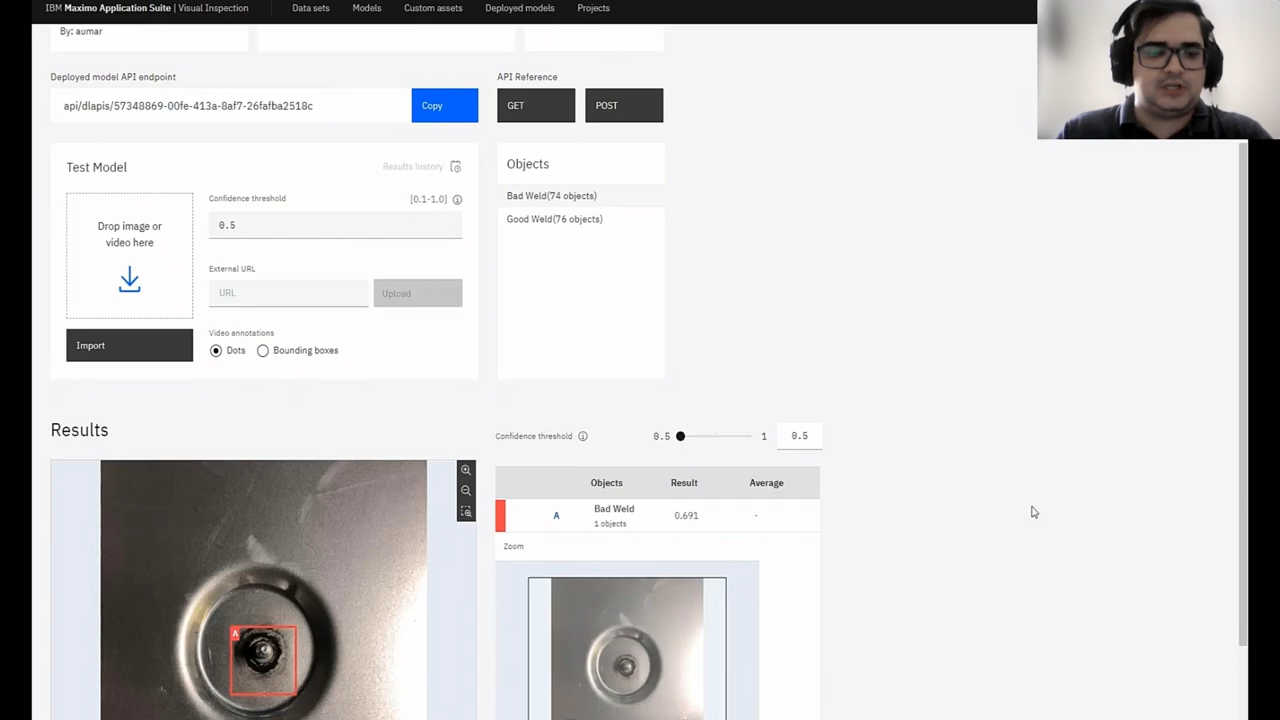 IBM Maximo Application Suite | Visual Inspection Data sets Models Custom assets Deployed models Projects
By: aumar
Deployed model API endpoint
API Reference
api/dlapis/57348869-00fe-413a-8af7-26fafba2518c
Copy
GET
POST
Test Model
Results history
Objects
Drop image or
video here
Import
Confidence threshold
[0.1-1.0]
0.5
External URL
URL
Upload
Video annotations
Dots
Bounding boxes
Bad Weld(74 objects)
Good Weld(76 objects)
Results
Confidence threshold
0.5
1
0.5
Objects Result Average
A Bad Weld 0.691 -
1 objects
Zoom
A